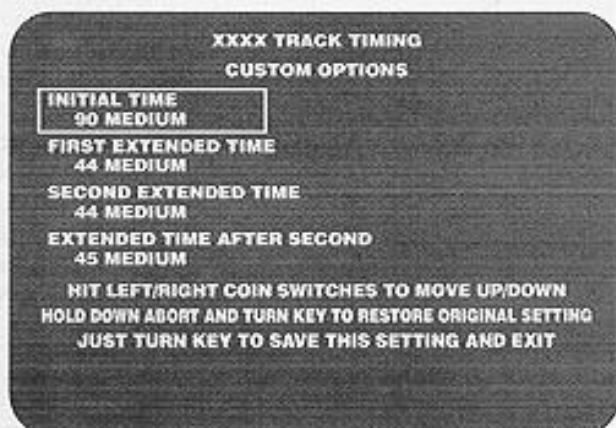 XXXX TRACK TIMING
CUSTOM OPTIONS
INITIAL TIME
90 MEDIUM
FIRST EXTENDED TIME
44 MEDIUM
SECOND EXTENDED TIME
44 MEDIUM
EXTENDED TIME AFTER SECOND
45 MEDIUM
HIT LEFT/RIGHT COIN SWITCHES TO MOVE UP/DOWN
HOLD DOWN ABORT AND TURN KEY TO RESTORE ORIGINAL SETTING
JUST TURN KEY TO SAVE THIS SETTING AND EXIT